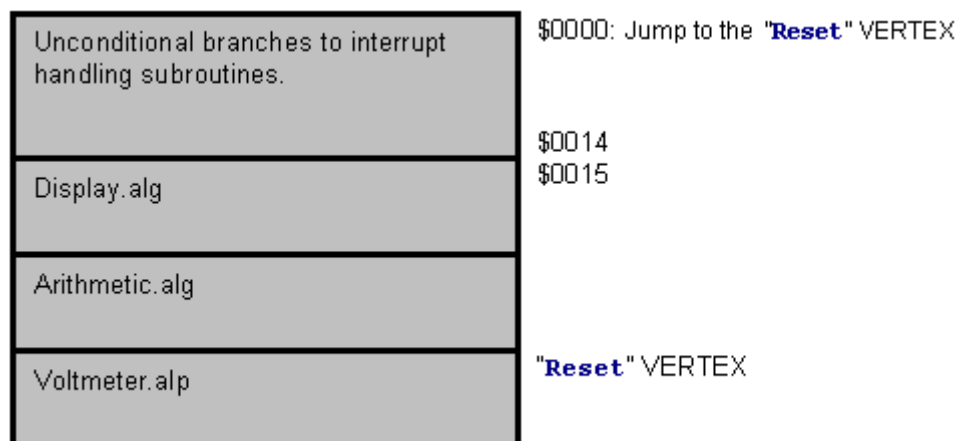 Unconditional branches to interrupt
handling subroutines.
$0000: Jump to the "Reset" VERTEX
$0014
$0015
Display.alg
Arithmetic.alg
Voltmeter.alp
"Reset" VERTEX